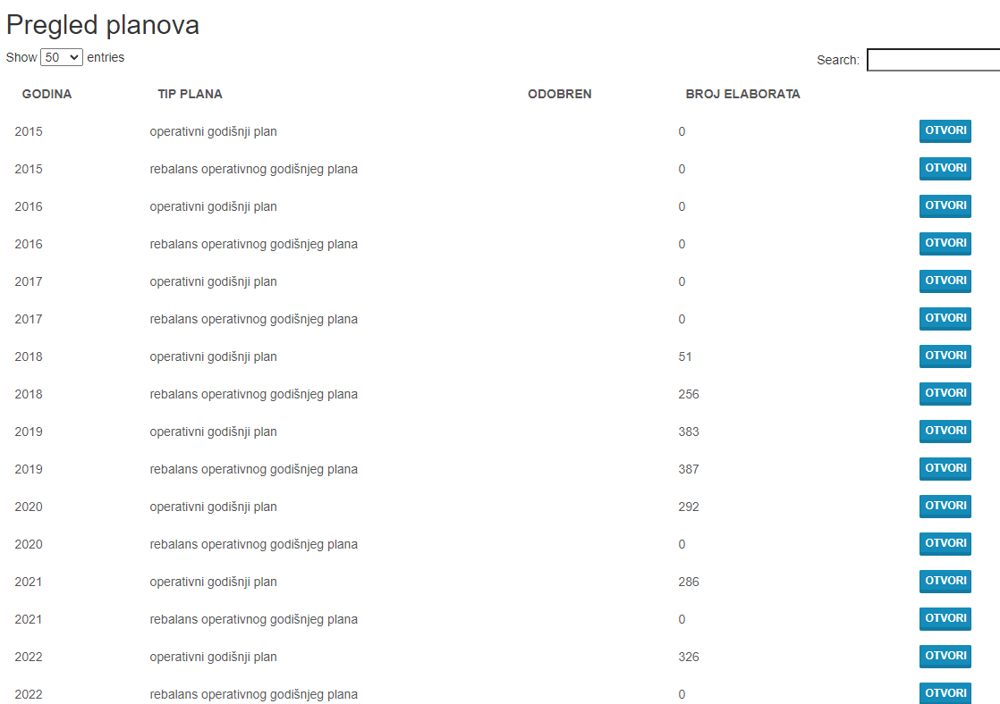 Pregled planova
Show 50 entries Search:
GODINA TIP PLANA ODOBREN BROJ ELABORATA
2015 operativni godišnji plan 0 OTVORI
2015 rebalans operativnog godišnjeg plana 0 OTVORI
2016 operativni godišnji plan 0 OTVORI
2016 rebalans operativnog godišnjeg plana 0 OTVORI
2017 operativni godišnji plan 0 OTVORI
2017 rebalans operativnog godišnjeg plana 0 OTVORI
2018 operativni godišnji plan 51 OTVORI
2018 rebalans operativnog godišnjeg plana 256 OTVORI
2019 operativni godišnji plan 383 OTVORI
2019 rebalans operativnog godišnjeg plana 387 OTVORI
2020 operativni godišnji plan 292 OTVORI
2020 rebalans operativnog godišnjeg plana 0 OTVORI
2021 operativni godišnji plan 286 OTVORI
2021 rebalans operativnog godišnjeg plana 0 OTVORI
2022 operativni godišnji plan 326 OTVORI
2022 rebalans operativnog godišnjeg plana 0 OTVORI